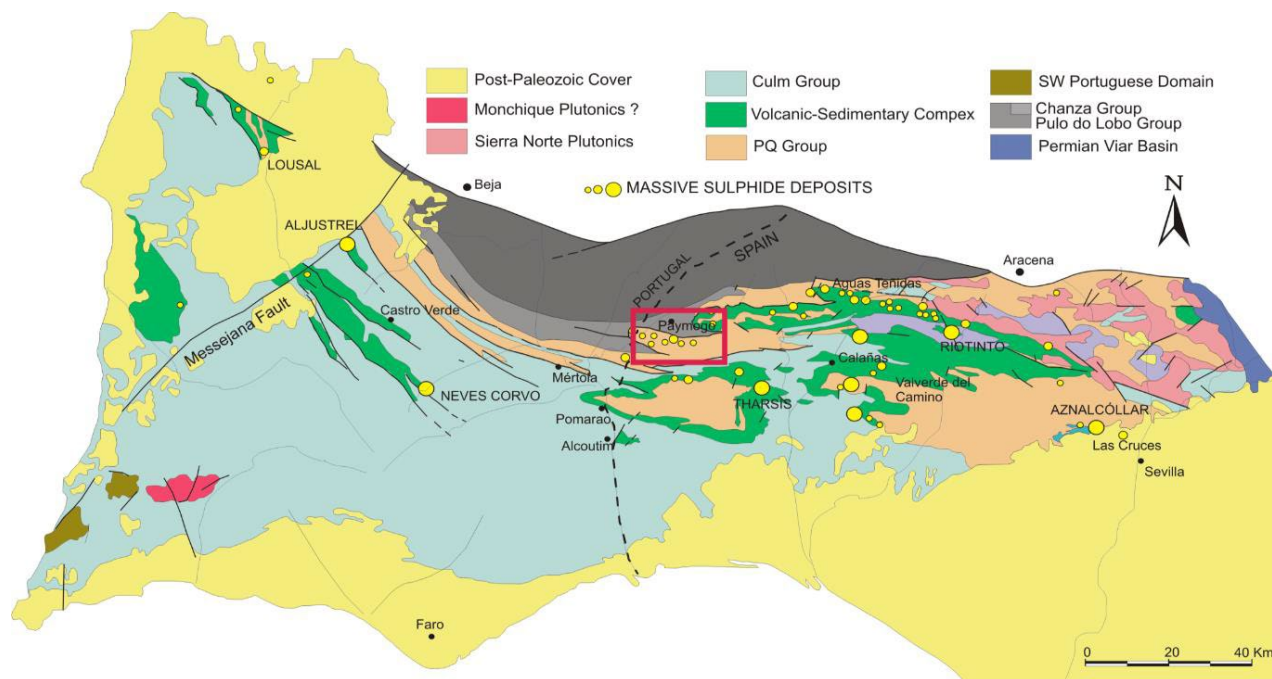 Post-Paleozoic Cover
Monchique Plutonics ?
Sierra Norte Plutonics
Culm Group
Volcanic-Sedimentary Compex
PQ Group
SW Portuguese Domain
Chanza Group
Pulo do Lobo Group
Permian Viar Basin
MASSIVE SULPHIDE DEPOSITS
N
LOUSAL
Beja
ALJUSTREL
PORTUGAL
SPAIN
Aracena
Aguas Teñidas
Messejana Fault
Castro Verde
Paymogo
RIOTINTO
Mértola
Calañas
NEVES CORVO
THARSIS
Valverde del
Camino
Pomarao
AZNALCÓLLAR
Alcoutim
Las Cruces
Sevilla
Faro
0 20 40 Km